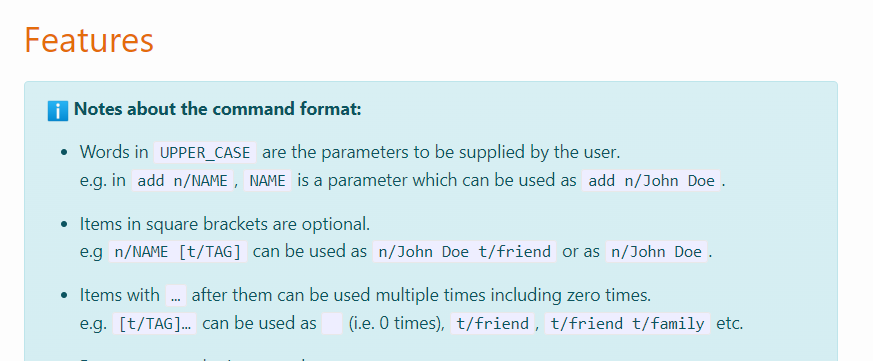 Features
Notes about the command format:
• Words in UPPER_CASE are the parameters to be supplied by the user.
e.g. in add n/NAME, NAME is a parameter which can be used as add n/John Doe.
• Items in square brackets are optional.
e.g n/NAME [t/TAG] can be used as n/John Doe t/friend or as n/John Doe.
• Items with … after them can be used multiple times including zero times.
e.g. [t/TAG]… can be used as   (i.e. 0 times), t/friend, t/friend t/family etc.